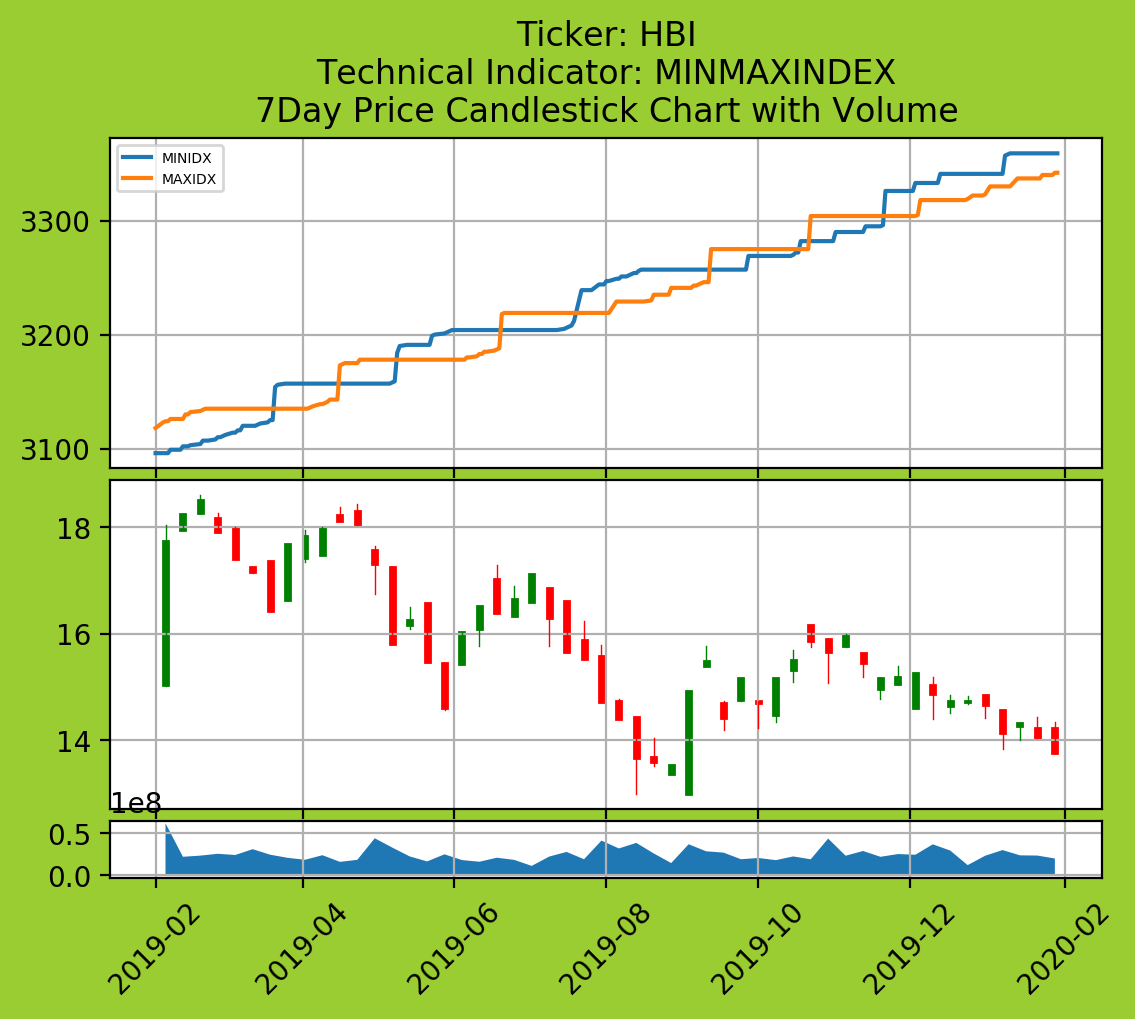 Ticker: HBI
Technical Indicator: MINMAXINDEX
7Day Price Candlestick Chart with Volume
MINIDX
MAXIDX
3300
3200
3100
18
16
14
1e8
0.5
0.0
2019-02
2019-04
2019-06
2019-08
2019-10
2019-12
2020-02